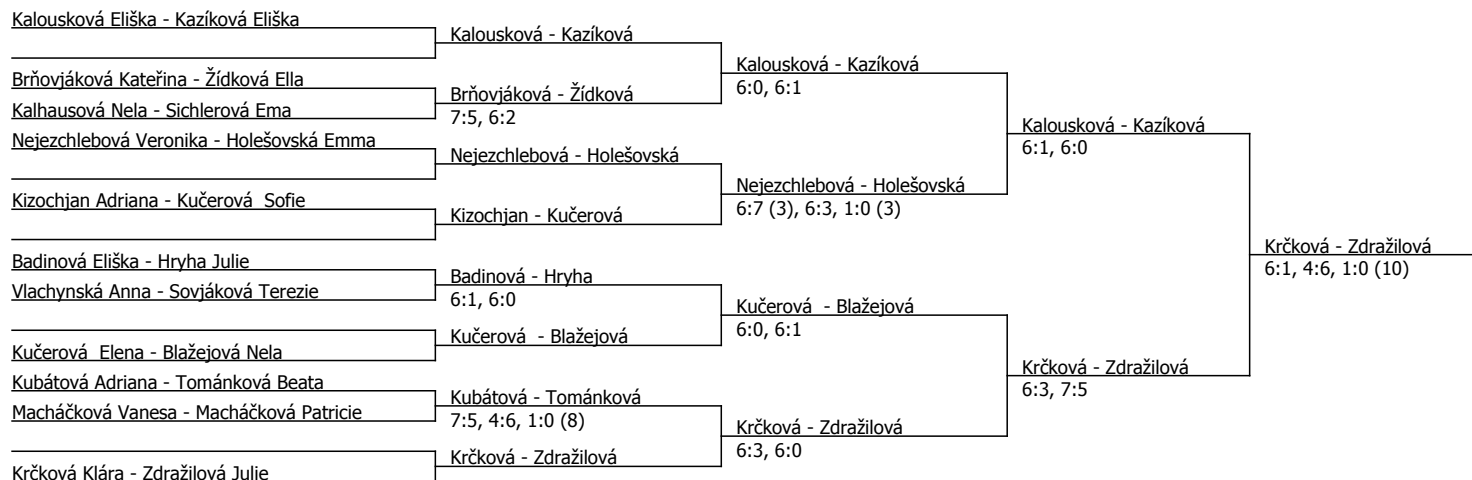 Kalousková Eliška - Kazíková Eliška
Brňovjáková Kateřina - Žídková Ella
Kalhausová Nela - Sichlerová Ema
Nejezchlebová Veronika - Holešovská Emma
Kizochjan Adriana - Kučerová  Sofie
Badinová Eliška - Hryha Julie
Vlachynská Anna - Sovjáková Terezie
Kučerová  Elena - Blažejová Nela
Kubátová Adriana - Tománková Beata
Macháčková Vanesa - Macháčková Patricie
Krčková Klára - Zdražilová Julie
Kalousková - Kazíková
Brňovjáková - Žídková
7:5, 6:2
Nejezchlebová - Holešovská
Kizochjan - Kučerová
Badinová - Hryha
6:1, 6:0
Kučerová  - Blažejová
Kubátová - Tománková
7:5, 4:6, 1:0 (8)
Krčková - Zdražilová
Kalousková - Kazíková
6:0, 6:1
Nejezchlebová - Holešovská
6:7 (3), 6:3, 1:0 (3)
Kučerová  - Blažejová
6:0, 6:1
Krčková - Zdražilová
6:3, 6:0
Kalousková - Kazíková
6:1, 6:0
Krčková - Zdražilová
6:3, 7:5
Krčková - Zdražilová
6:1, 4:6, 1:0 (10)